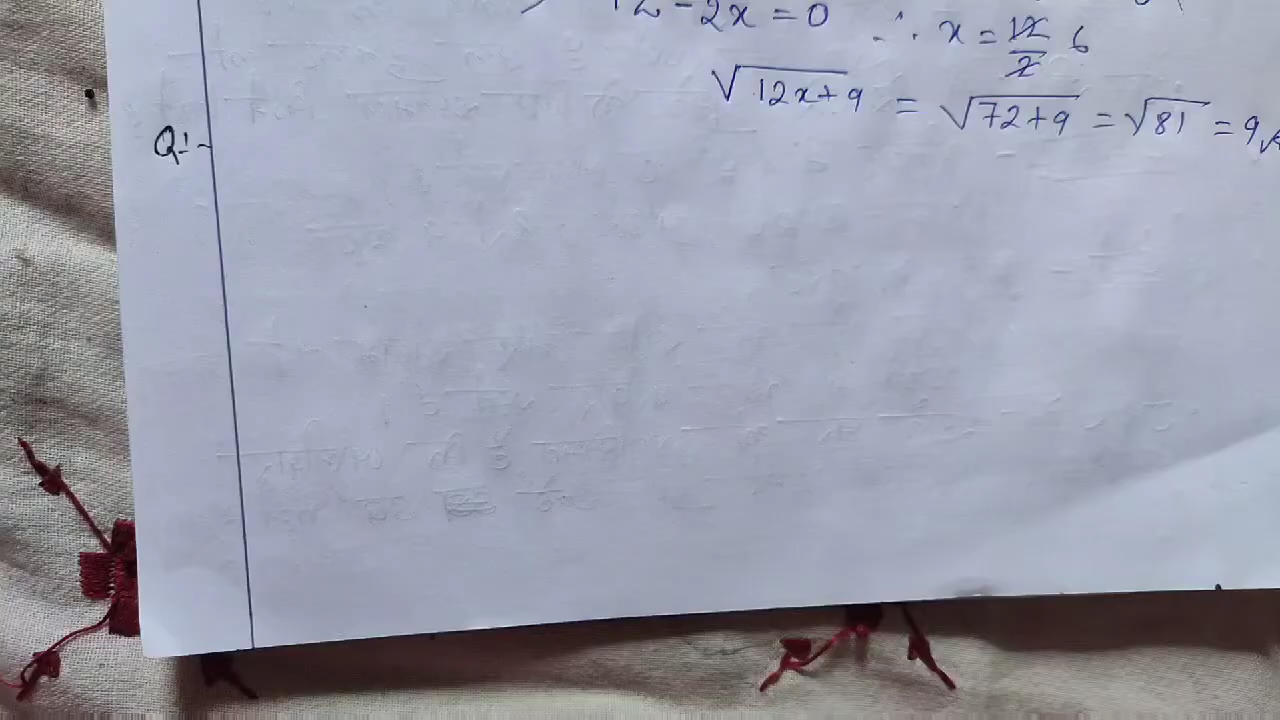 12 - 2x = 0 ∴ x = 12/2 6
√12x+9 = √72+9 = √81 = 9
Q:-